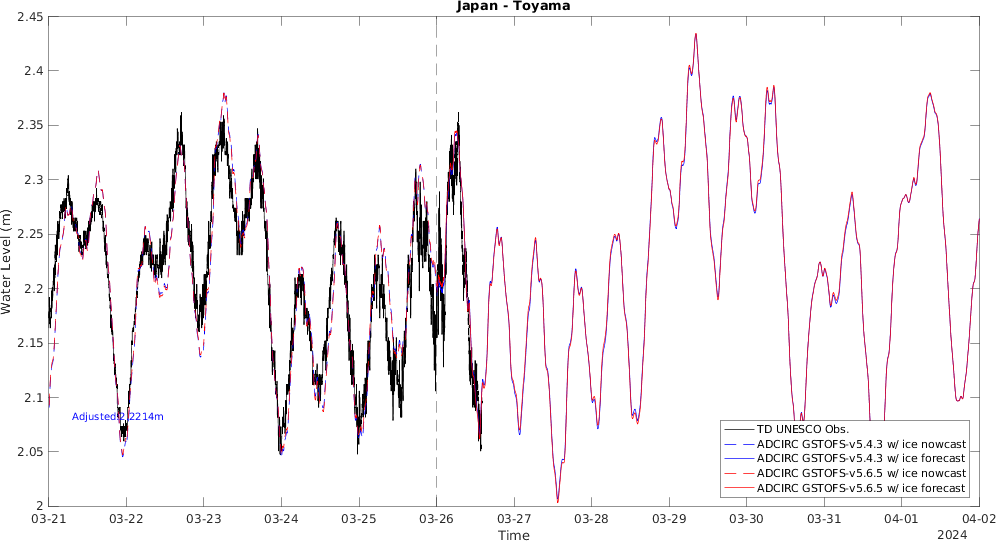 Japan - Toyama
Water Level (m)
2.45
2.4
2.35
2.3
2.25
2.2
2.15
2.1
2.05
2
Adjusted:2.2214m
TD UNESCO Obs.
ADCIRC GSTOFS-v5.4.3 w/ ice nowcast
ADCIRC GSTOFS-v5.4.3 w/ ice forecast
ADCIRC GSTOFS-v5.6.5 w/ ice nowcast
ADCIRC GSTOFS-v5.6.5 w/ ice forecast
03-21 03-22 03-23 03-24 03-25 03-26 03-27 03-28 03-29 03-30 03-31 04-01 04-02
Time
2024